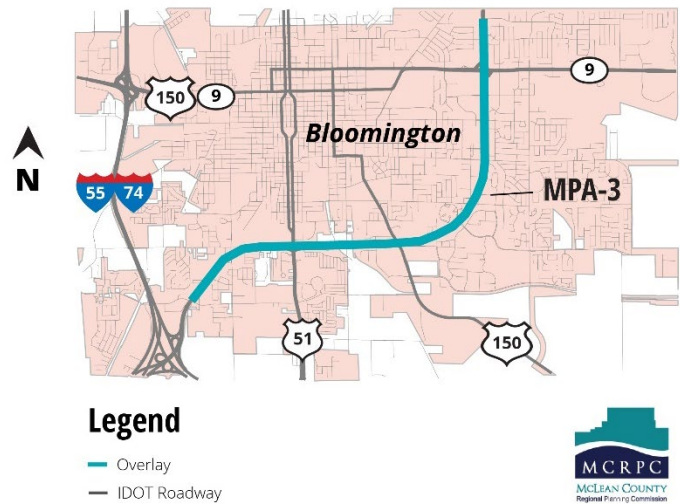 9
150
9
Bloomington
N
55
74
MPA-3
51
150
Legend
Overlay
IDOT Roadway
MCRPC
MCLEAN COUNTY
Regional Planning Commission